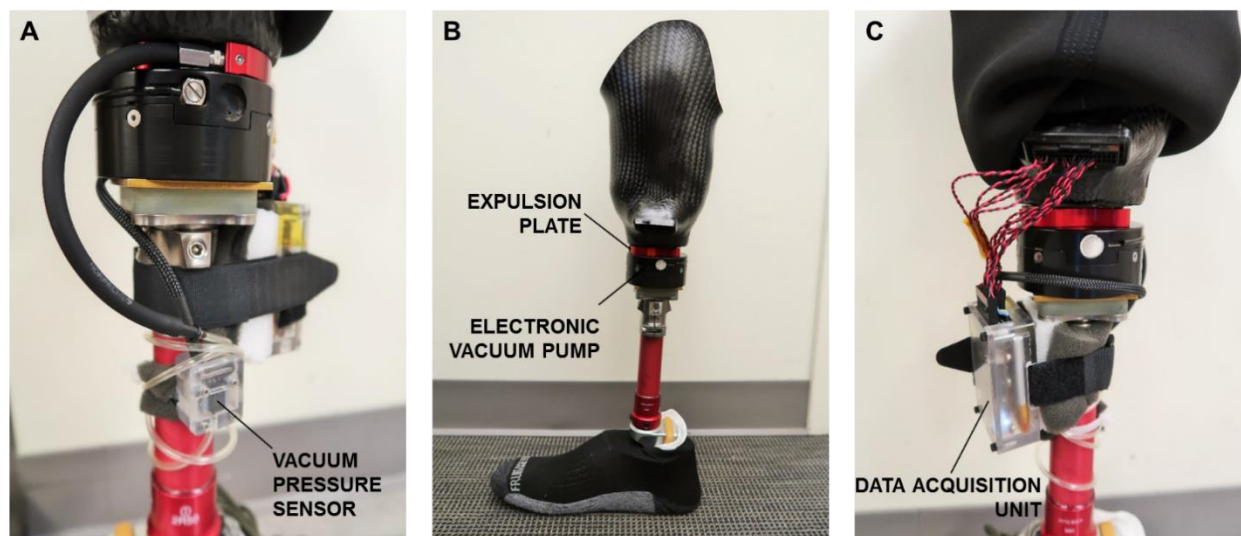 A
B
C
EXPULSION
PLATE
ELECTRONIC
VACUUM PUMP
VACUUM
PRESSURE
SENSOR
DATA ACQUISITION
UNIT